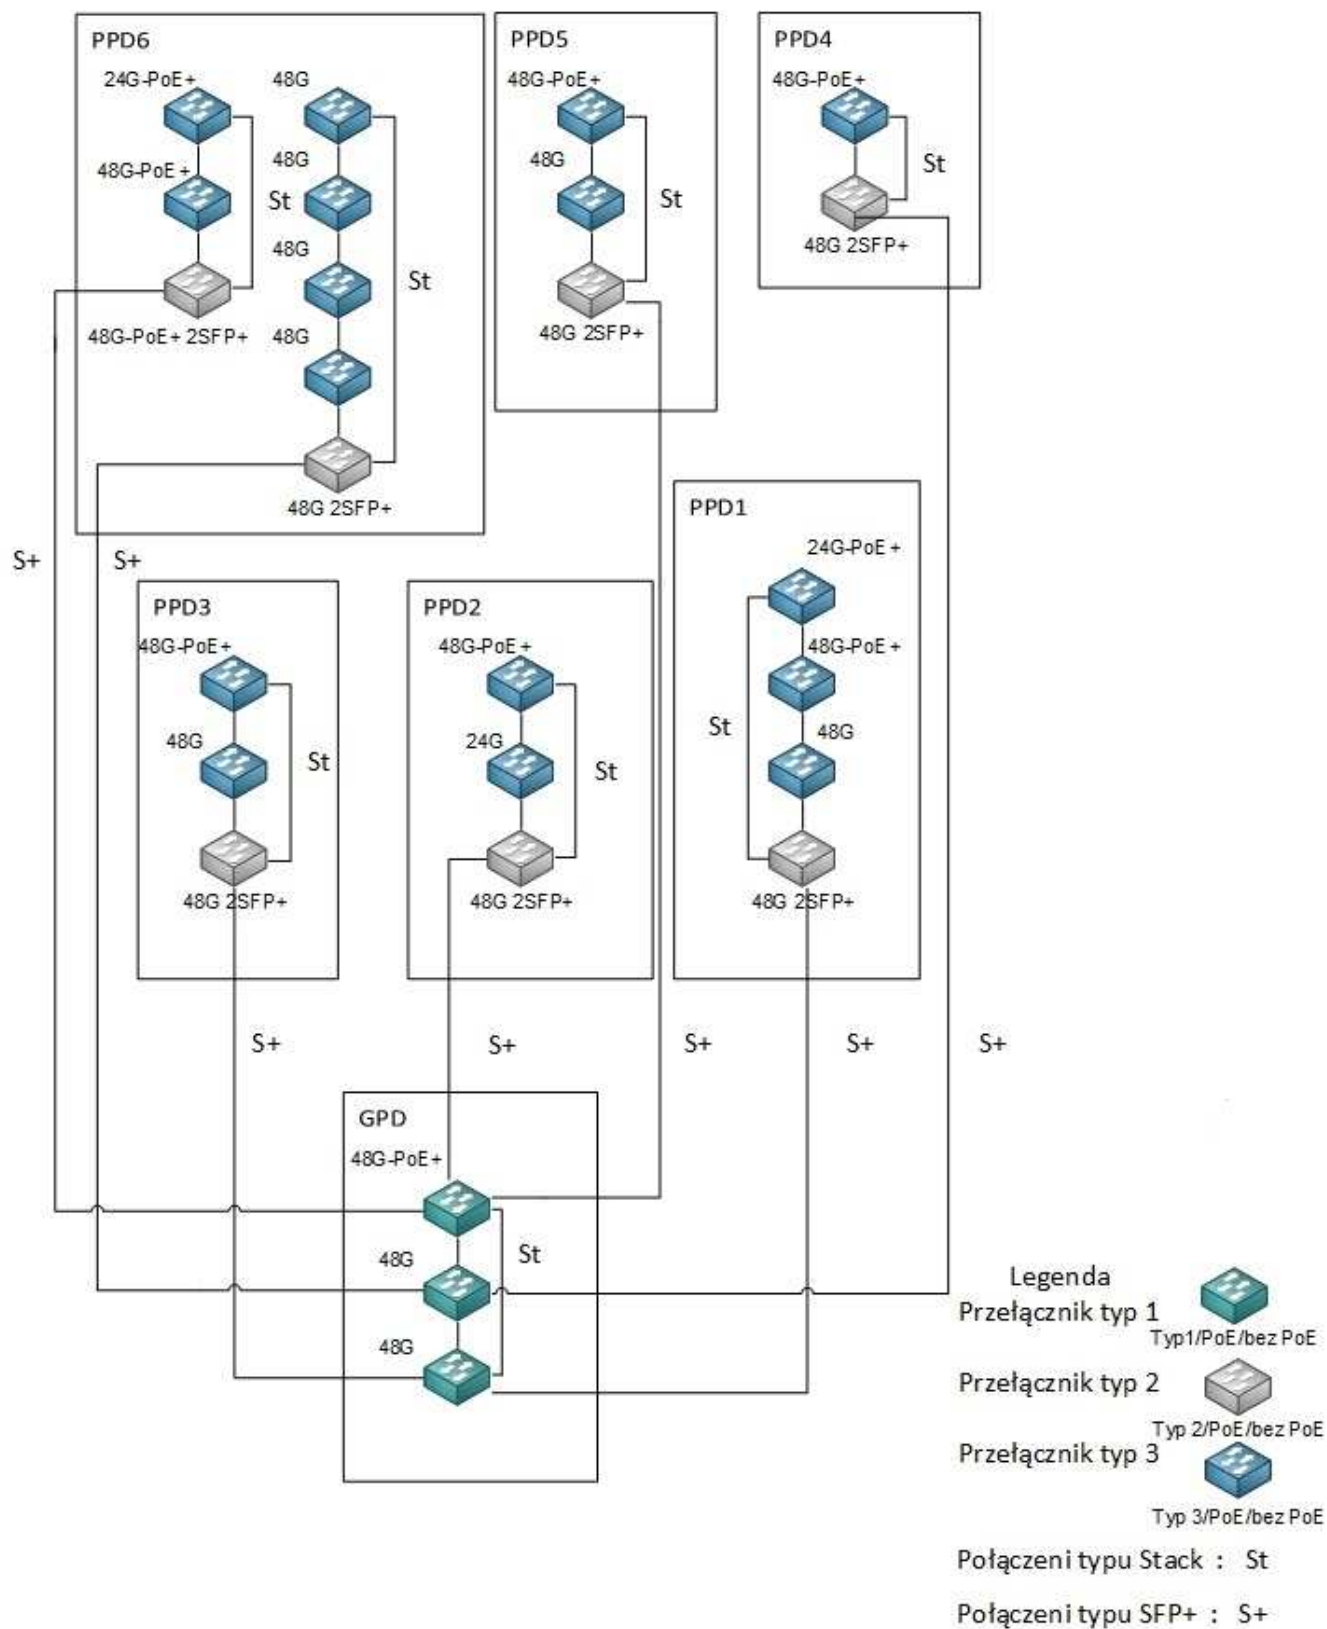 PPD6
24G-PoE+
48G
48G-PoE+
48G
St
48G
St
48G
48G-PoE+ 2SFP+
48G 2SFP+
PPD5
48G-PoE+
48G
St
48G 2SFP+
PPD4
48G-PoE+
St
48G 2SFP+
S+
S+
PPD3
48G-PoE+
48G
St
48G 2SFP+
PPD2
48G-PoE+
24G
St
48G 2SFP+
PPD1
24G-PoE+
48G-PoE+
St
48G
48G 2SFP+
S+
S+
S+
S+
S+
GPD
48G-PoE+
48G
St
48G
Legenda
Przełącznik typ 1
Typ1/PoE/bez PoE
Przełącznik typ 2
Typ 2/PoE/bez PoE
Przełącznik typ 3
Typ 3/PoE/bez PoE
Połączeni typu Stack : St
Połączeni typu SFP+ : S+